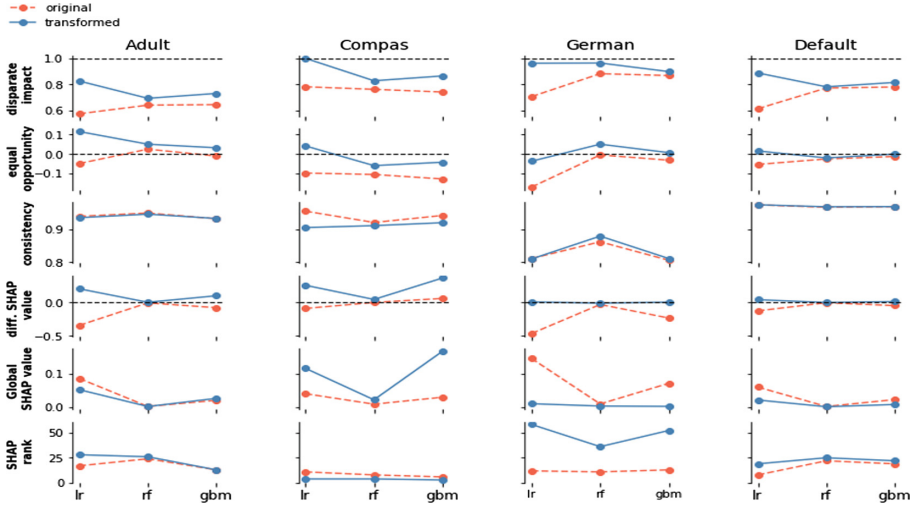 original
transformed
Adult
Compas
German
Default
disparate
impact
1.0
0.8
0.6
equal
opportunity
0.1
0.0
−0.1
consistency
0.9
0.8
diff. SHAP
value
0.0
−0.5
Global
SHAP value
0.1
0.0
SHAP
rank
50
25
0
lr rf gbm
lr rf gbm
lr rf gbm
lr rf gbm